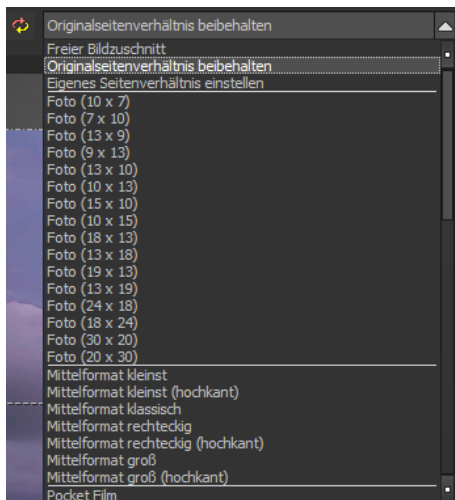 Originalseitenverhältnis beibehalten
Freier Bildzuschnitt
Originalseitenverhältnis beibehalten
Eigenes Seitenverhältnis einstellen
Foto (10 x 7)
Foto (7 x 10)
Foto (13 x 9)
Foto (9 x 13)
Foto (13 x 10)
Foto (10 x 13)
Foto (15 x 10)
Foto (10 x 15)
Foto (18 x 13)
Foto (13 x 18)
Foto (19 x 13)
Foto (13 x 19)
Foto (24 x 18)
Foto (18 x 24)
Foto (30 x 20)
Foto (20 x 30)
Mittelformat kleinst
Mittelformat kleinst (hochkant)
Mittelformat klassisch
Mittelformat rechteckig
Mittelformat rechteckig (hochkant)
Mittelformat groß
Mittelformat groß (hochkant)
Pocket Film